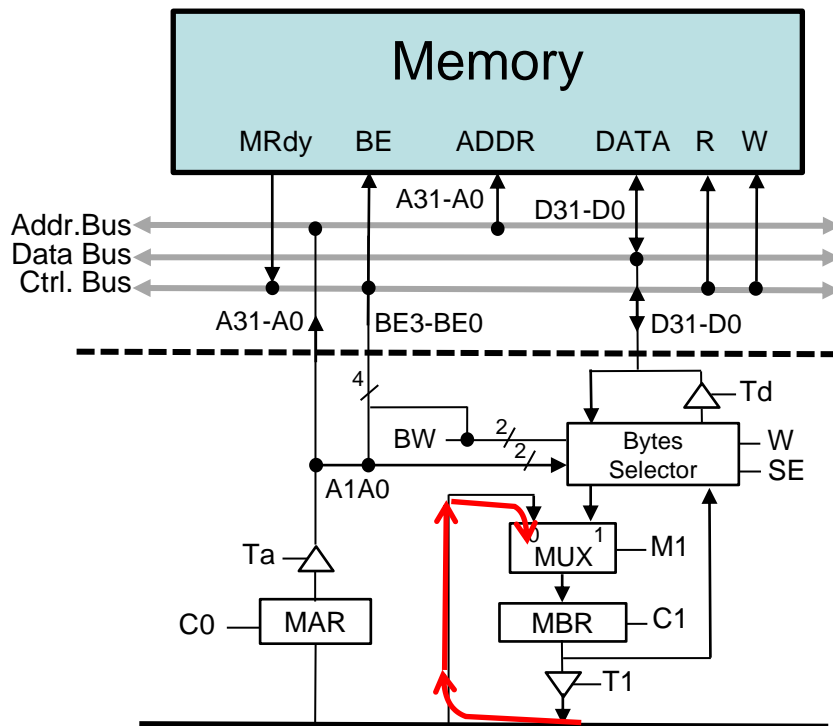 Memory
MRdy BE ADDR DATA R W
A31-A0
D31-D0
Addr.Bus
Data Bus
Ctrl. Bus
A31-A0 BE3-BE0 D31-D0
4
Td
BW 2
Bytes
Selector
W
2
SE
A1A0
0 1
MUX M1
Ta
C0 MAR
MBR C1
T1